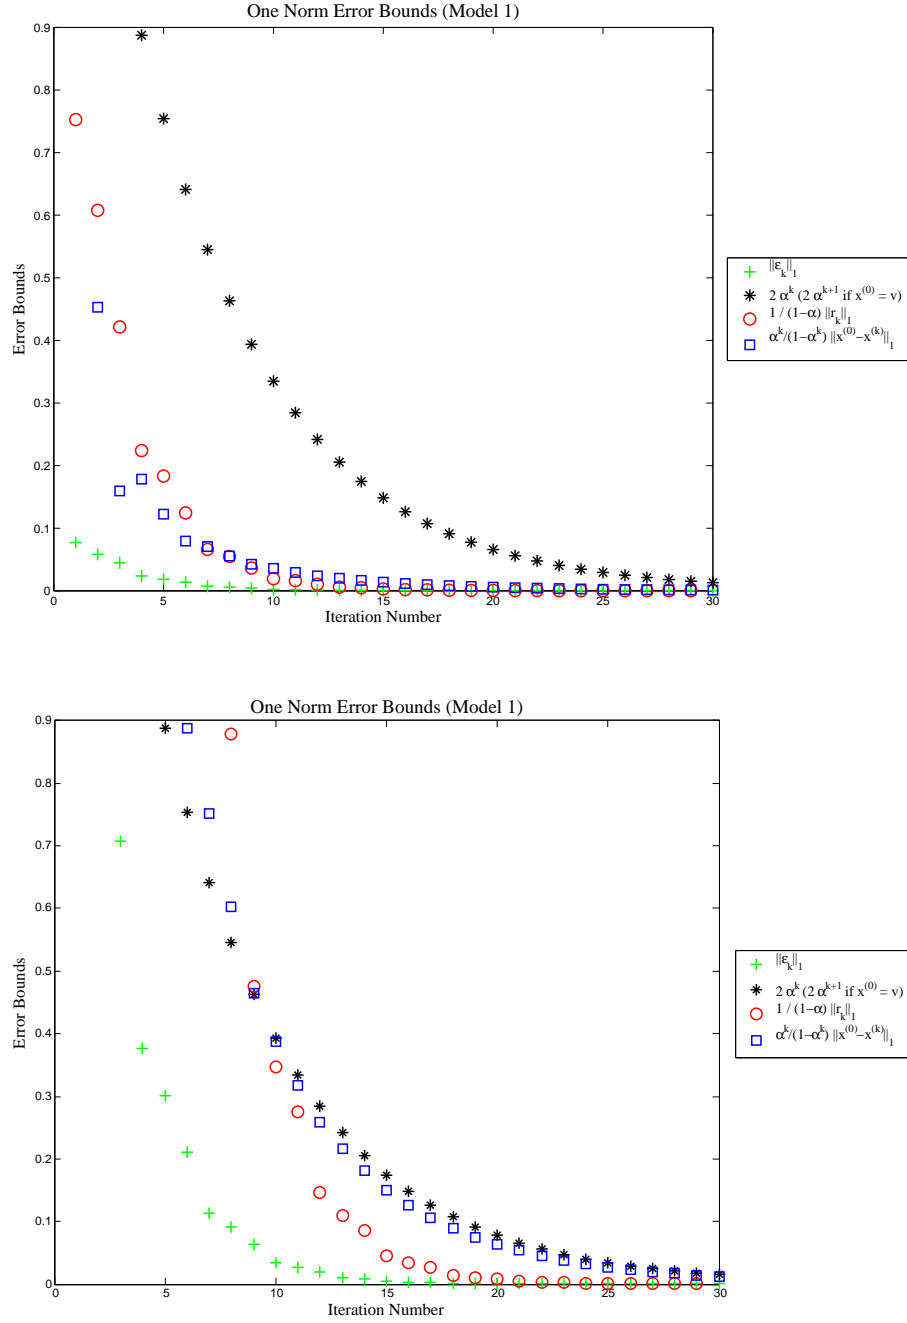 One Norm Error Bounds (Model 1)
0.9
0.8
0.7
0.6
0.5
0.4
0.3
0.2
0.1
0
Error Bounds
0 5 10 15 20 25 30
Iteration Number
||ε_k||_1
2 α^k (2 α^{k+1} if x^{(0)} = v)
1 / (1−α) ||r_k||_1
α^k/(1−α^k) ||x^{(0)}−x^{(k)}||_1
One Norm Error Bounds (Model 1)
0.9
0.8
0.7
0.6
0.5
0.4
0.3
0.2
0.1
0
Error Bounds
0 5 10 15 20 25 30
Iteration Number
||ε_k||_1
2 α^k (2 α^{k+1} if x^{(0)} = v)
1 / (1−α) ||r_k||_1
α^k/(1−α^k) ||x^{(0)}−x^{(k)}||_1